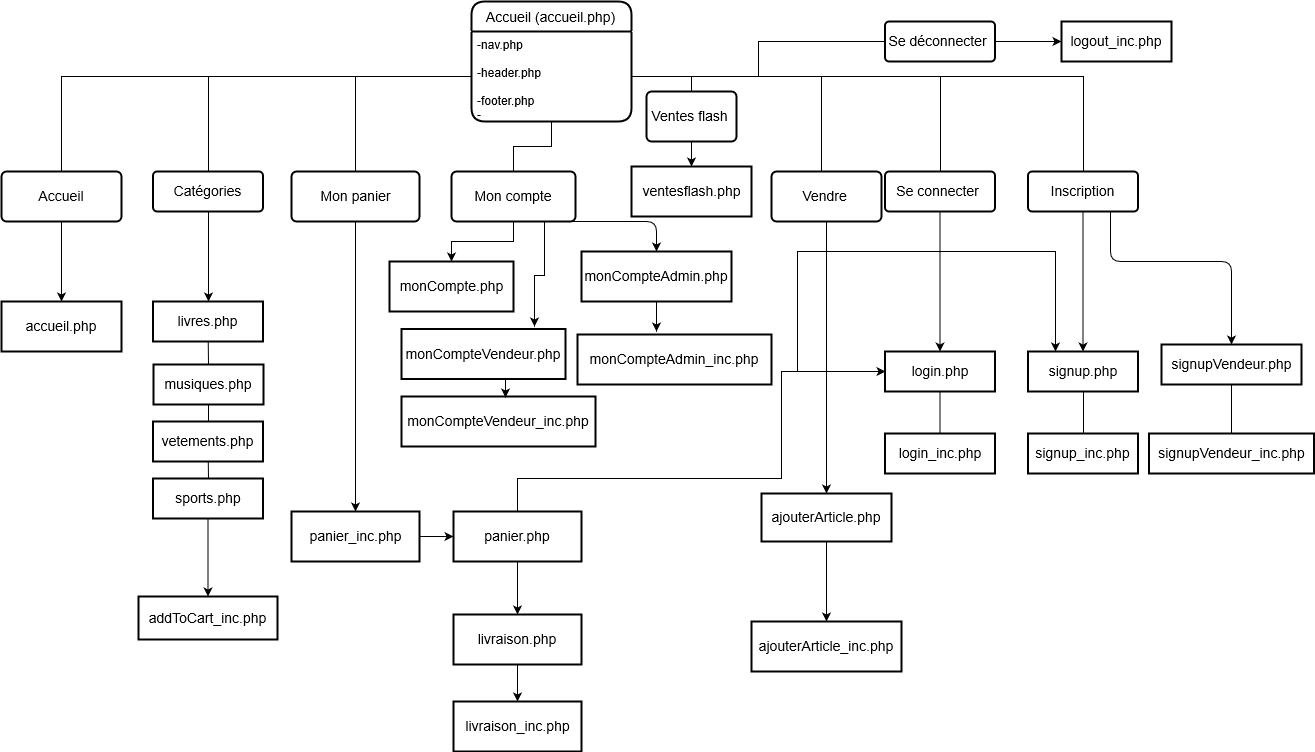 Accueil (accueil.php)
-nav.php
-header.php
-footer.php
-
Se déconnecter
logout_inc.php
Ventes flash
ventesflash.php
Accueil
Catégories
Mon panier
Mon compte
Vendre
Se connecter
Inscription
accueil.php
livres.php
musiques.php
vetements.php
sports.php
addToCart_inc.php
monCompte.php
monCompteAdmin.php
monCompteVendeur.php
monCompteAdmin_inc.php
monCompteVendeur_inc.php
login.php
signup.php
signupVendeur.php
login_inc.php
signup_inc.php
signupVendeur_inc.php
panier_inc.php
panier.php
ajouterArticle.php
livraison.php
ajouterArticle_inc.php
livraison_inc.php